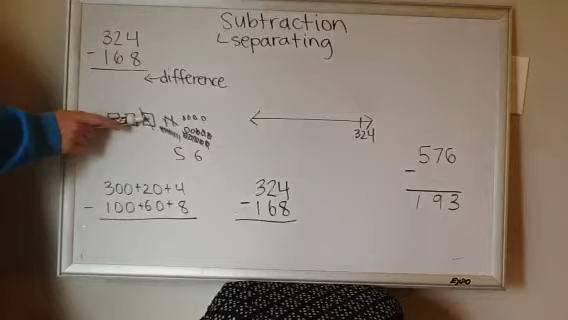 Subtraction
separating
324
- 168
difference
324
5 6
300+20+4
- 100+60+8
324
- 168
576
-
193
EXPO